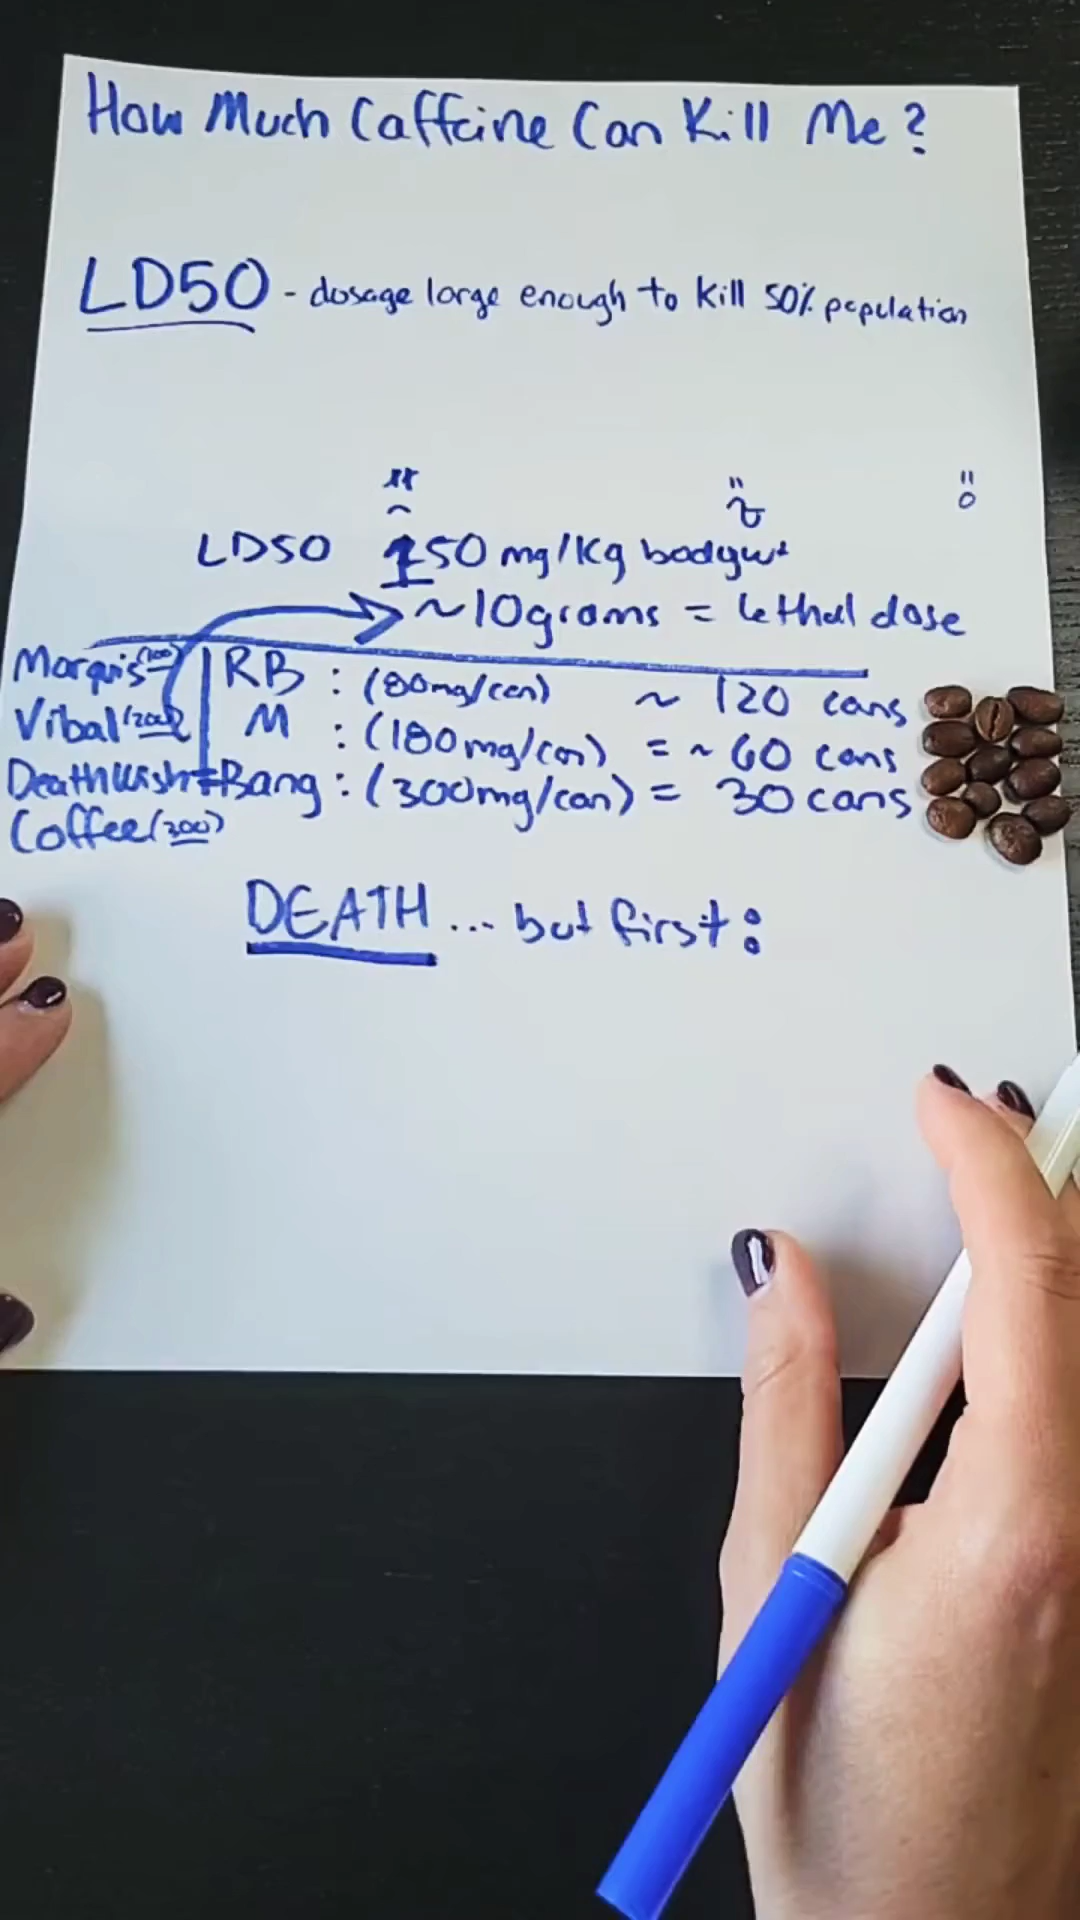 How Much Caffeine Can Kill Me?
LD50 - dosage large enough to kill 50% population
LD50 150 mg/Kg bodywt
~10grams = lethal dose
Marquis (100) RB : (80mg/can) ~ 120 cans
Vibal (200) M : (180mg/can) = ~ 60 cans
DeathWish Bang : (300mg/can) = 30 cans
Coffee (300)
DEATH ... but first :